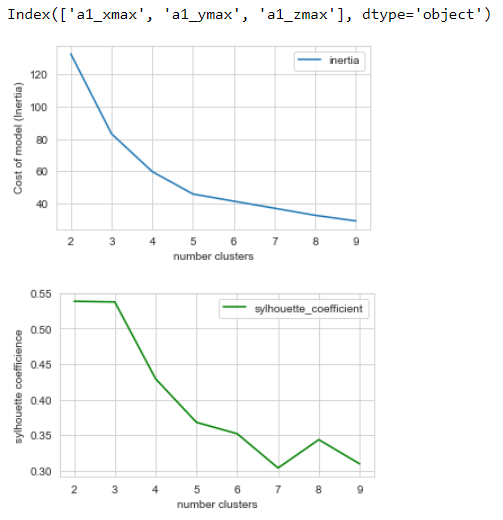 Index(['a1_xmax', 'a1_ymax', 'a1_zmax'], dtype='object')
inertia
Cost of model (Inertia)
120
100
80
60
40
2 3 4 5 6 7 8 9
number clusters
sylhouette_coefficient
sylhouette coefficience
0.55
0.50
0.45
0.40
0.35
0.30
2 3 4 5 6 7 8 9
number clusters